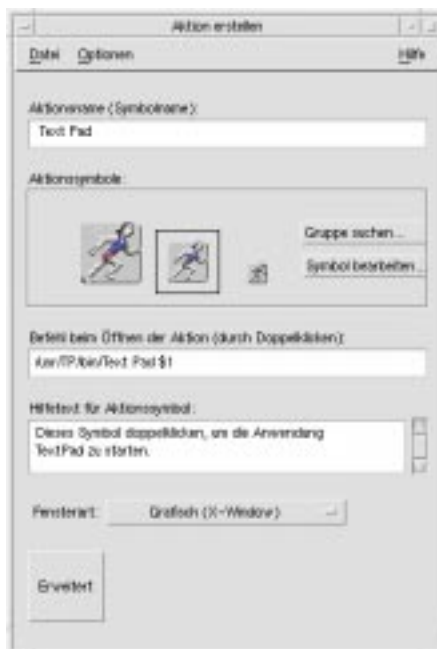 Aktion erstellen
Datei Optionen Hilfe
Aktionsname (Symbolname):
Text Pad
Aktionssymbole:
Gruppe suchen...
Symbol bearbeiten...
Befehl beim Öffnen der Aktion (durch Doppelklicken):
/usr/TP/bin/Text Pad $1
Hilfetext für Aktionssymbol:
Dieses Symbol doppelklicken, um die Anwendung
TextPad zu starten.
Fensterart: Grafisch (X-Window)
Erweitert